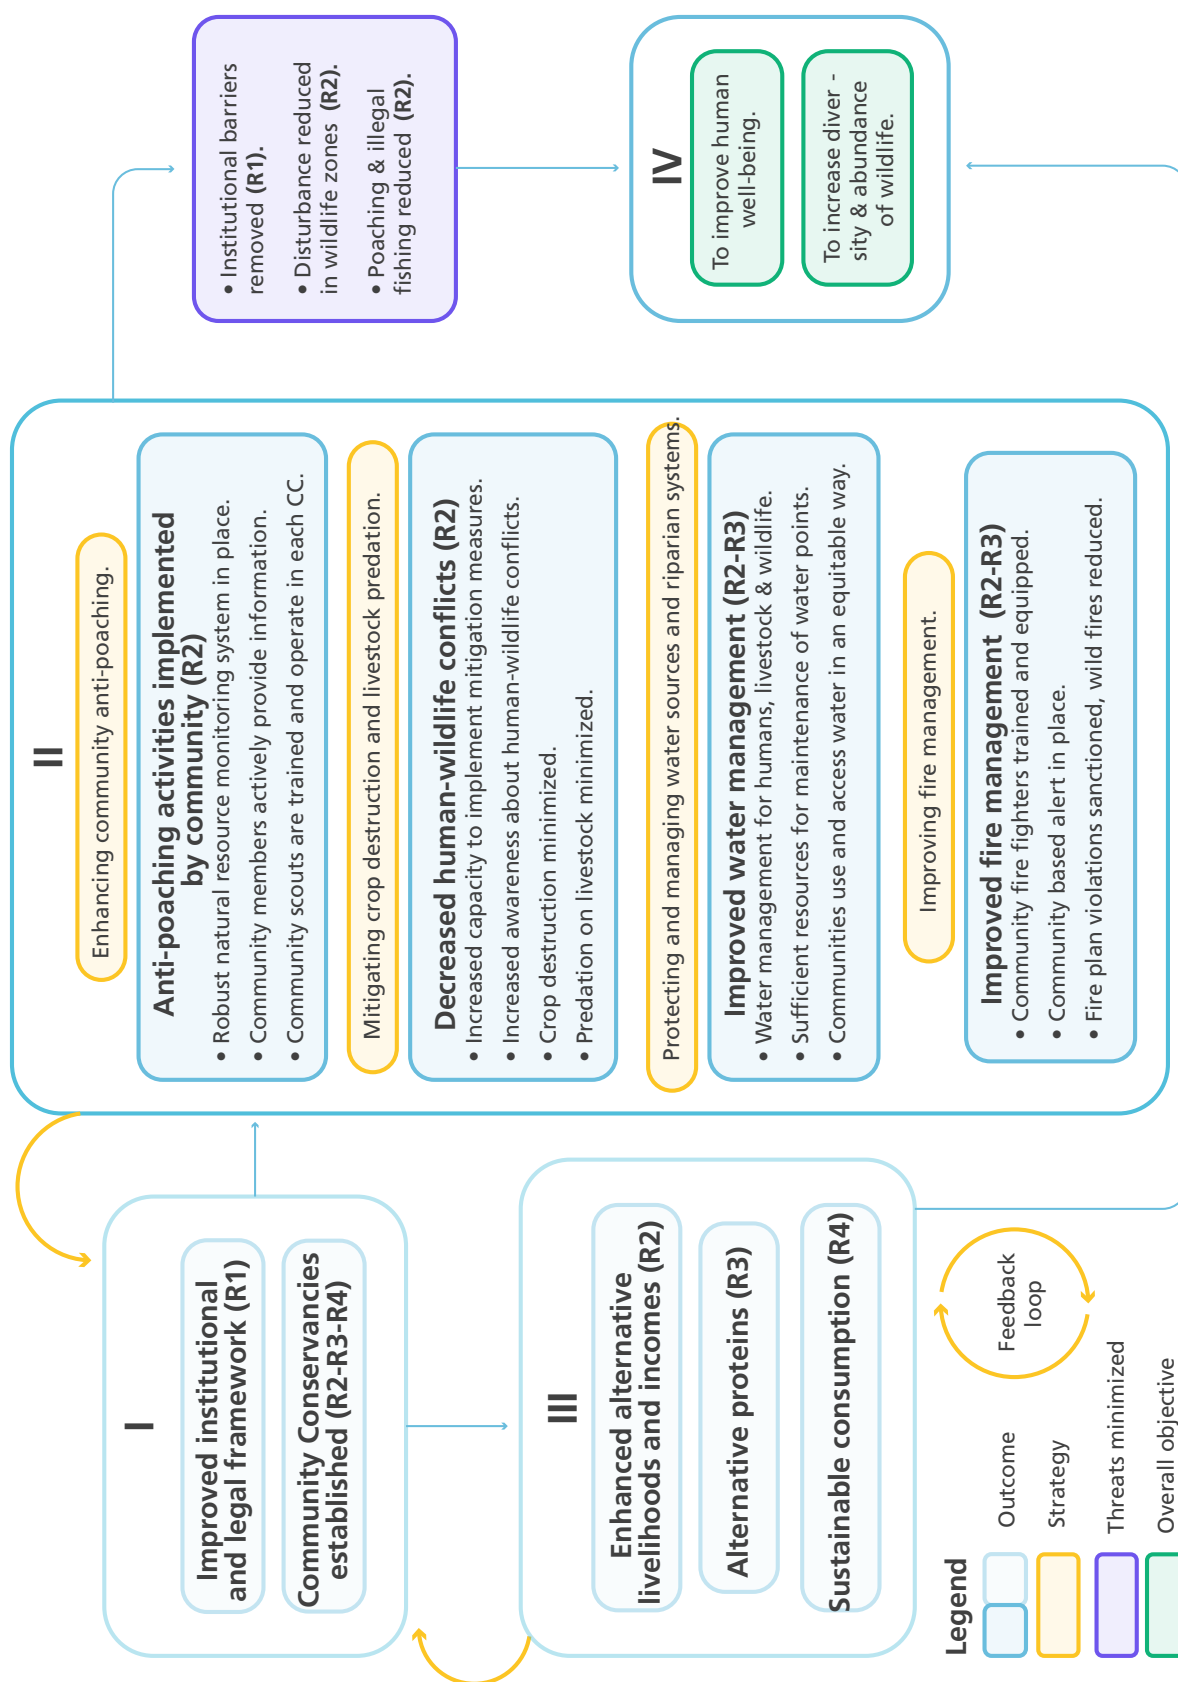 I
Improved institutional
and legal framework (R1)
Community Conservancies
established (R2-R3-R4)
II
Enhancing community anti-poaching.
Anti-poaching activities implemented
by community (R2)
• Robust natural resource monitoring system in place.
• Community members actively provide information.
• Community scouts are trained and operate in each CC.
Mitigating crop destruction and livestock predation.
Decreased human-wildlife conflicts (R2)
• Increased capacity to implement mitigation measures.
• Increased awareness about human-wildlife conflicts.
• Crop destruction minimized.
• Predation on livestock minimized.
Protecting and managing water sources and riparian systems.
Improved water management (R2-R3)
• Water management for humans, livestock & wildlife.
• Sufficient resources for maintenance of water points.
• Communities use and access water in an equitable way.
Improving fire management.
Improved fire management (R2-R3)
• Community fire fighters trained and equipped.
• Community based alert in place.
• Fire plan violations sanctioned, wild fires reduced.
• Institutional barriers
removed (R1).
• Disturbance reduced
in wildlife zones (R2).
• Poaching & illegal
fishing reduced (R2).
IV
To improve human
well-being.
To increase diver -
sity & abundance
of wildlife.
III
Enhanced alternative
livelihoods and incomes (R2)
Alternative proteins (R3)
Sustainable consumption (R4)
Legend
Outcome
Strategy
Threats minimized
Overall objective
Feedback
loop